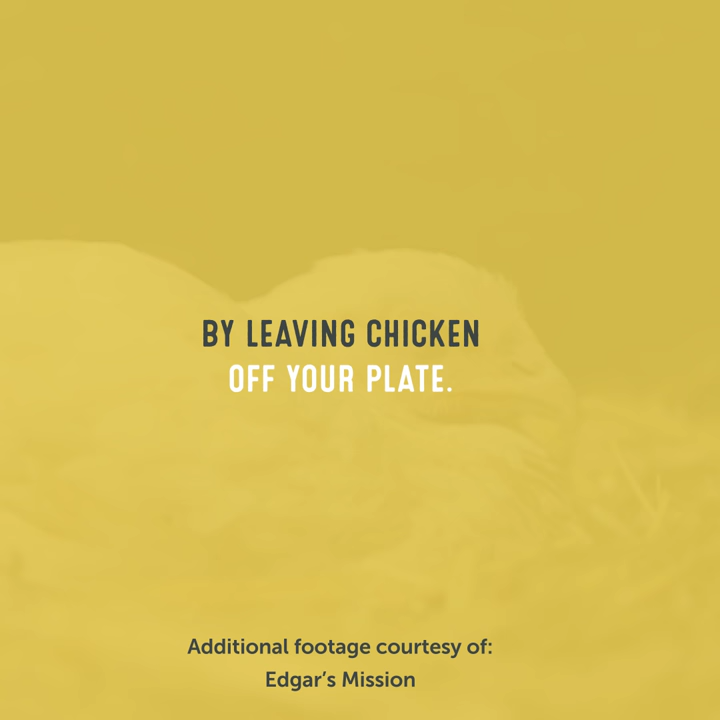 BY LEAVING CHICKEN
OFF YOUR PLATE.
Additional footage courtesy of:
Edgar’s Mission